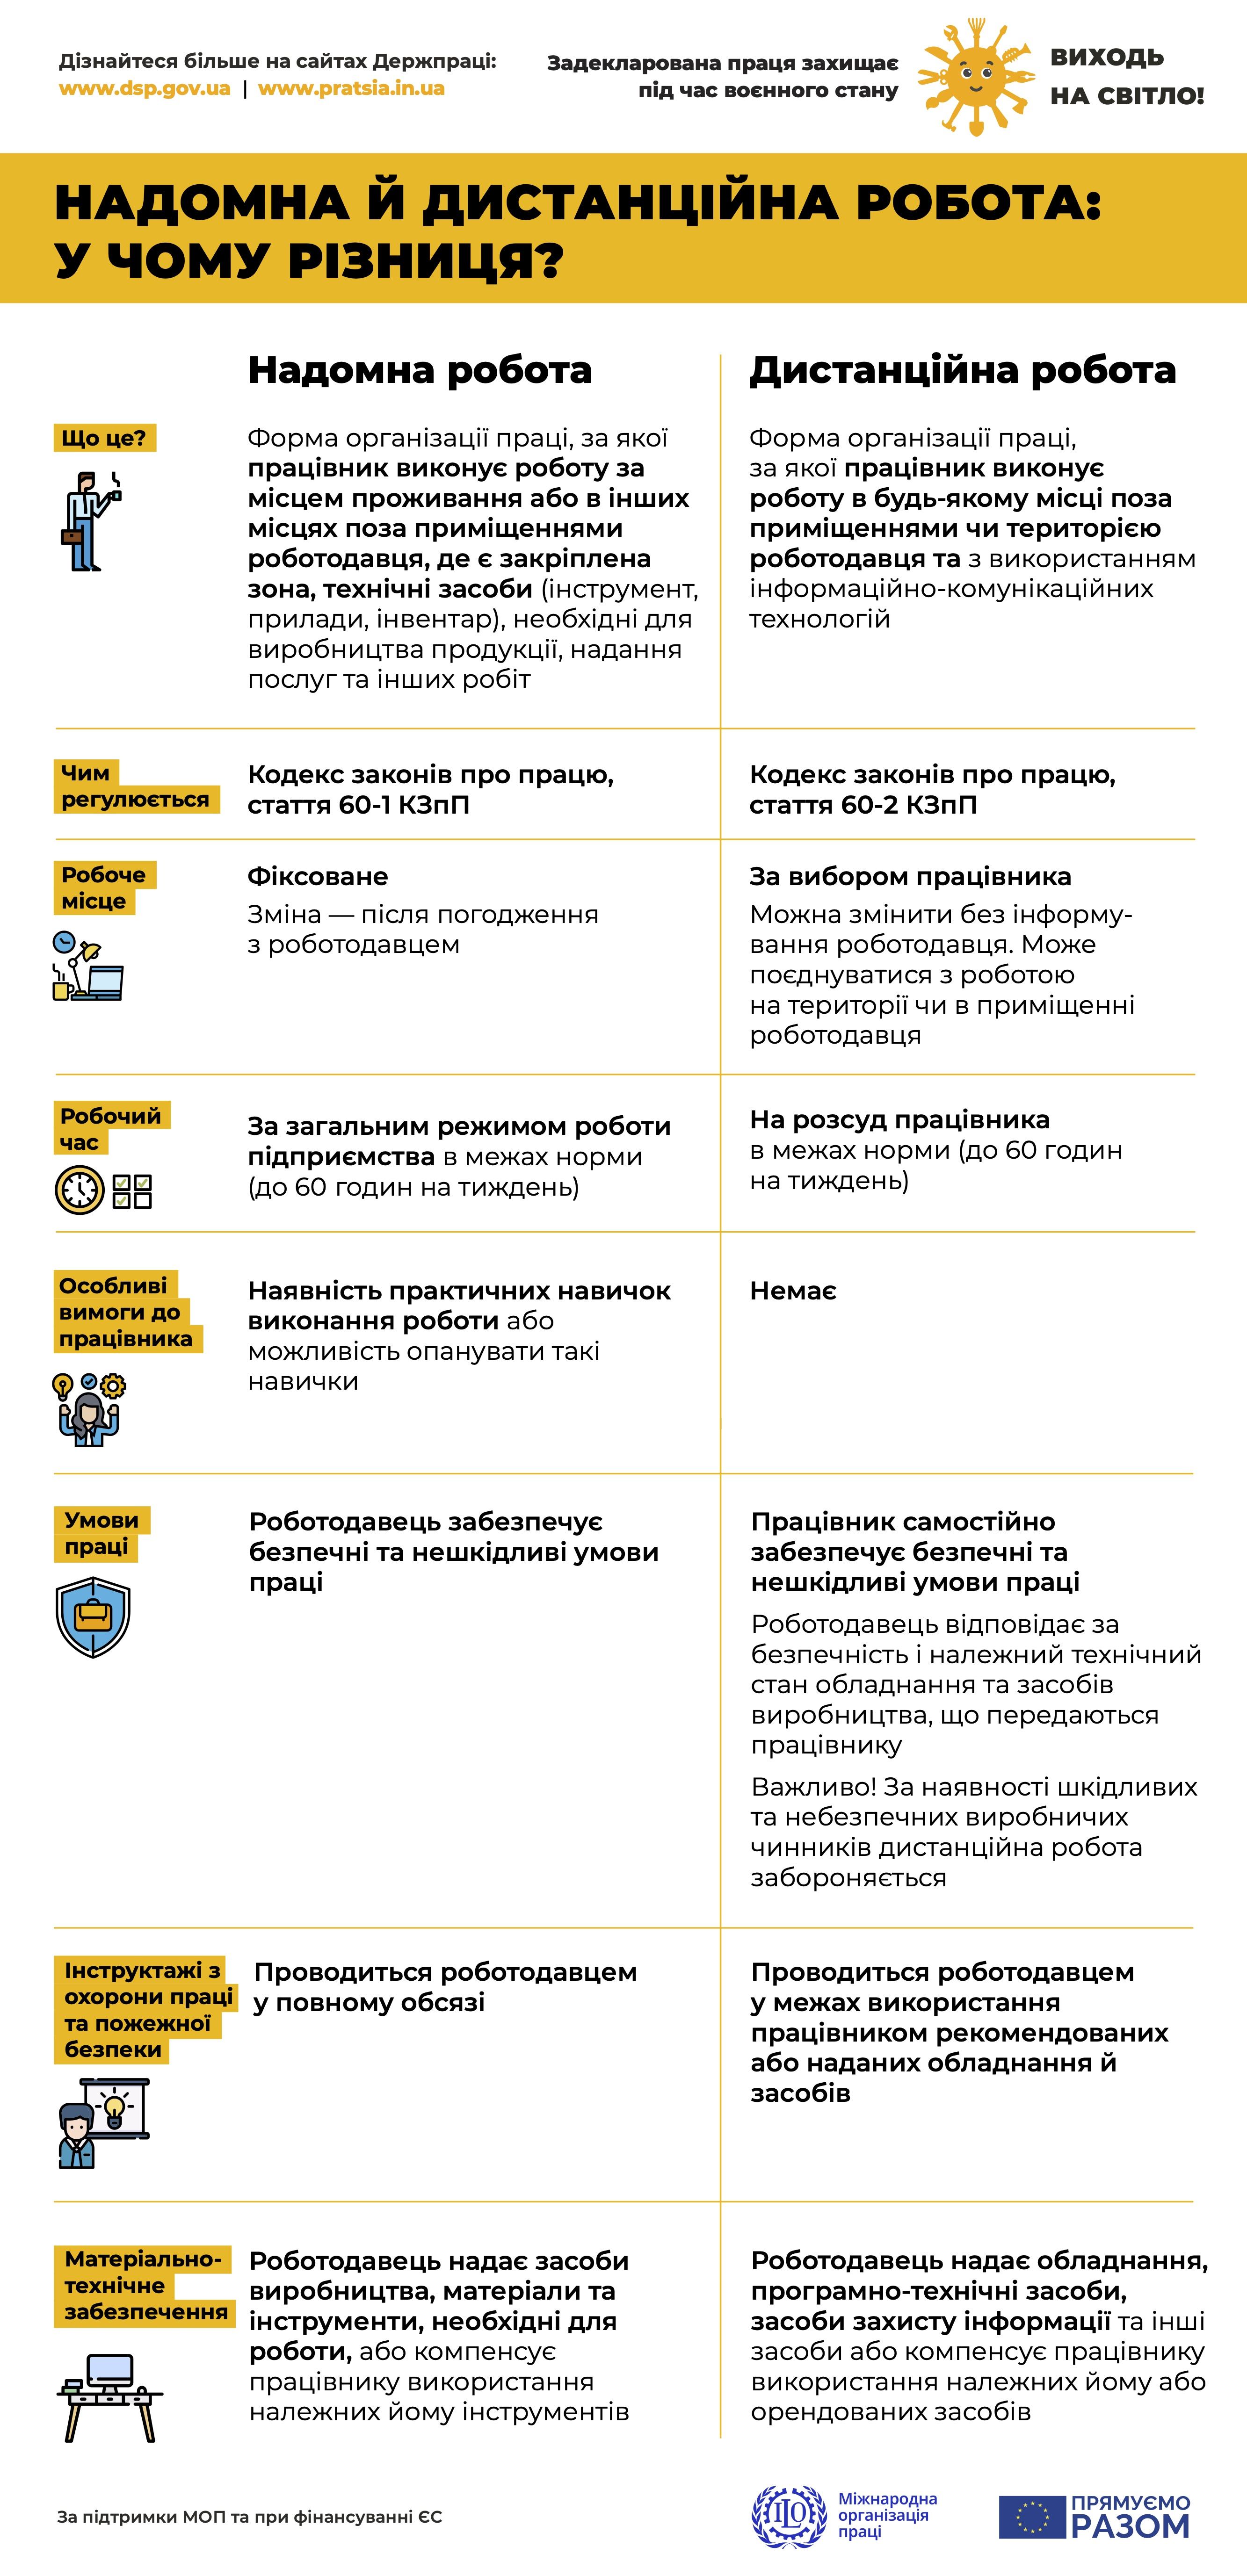 Дізнайтеся більше на сайтах Держпраці:
www.dsp.gov.ua | www.pratsia.in.ua
Задекларована праця захищає
під час воєнного стану
ВИХОДЬ
НА СВІТЛО!
НАДОМНА Й ДИСТАНЦІЙНА РОБОТА:
У ЧОМУ РІЗНИЦЯ?
Надомна робота
Дистанційна робота
Що це?
Форма організації праці, за якої
працівник виконує роботу за
місцем проживання або в інших
місцях поза приміщеннями
роботодавця, де є закріплена
зона, технічні засоби (інструмент,
прилади, інвентар), необхідні для
виробництва продукції, надання
послуг та інших робіт
Форма організації праці,
за якої працівник виконує
роботу в будь-якому місці поза
приміщеннями чи територією
роботодавця та з використанням
інформаційно-комунікаційних
технологій
Чим
регулюється
Кодекс законів про працю,
стаття 60-1 КЗпП
Кодекс законів про працю,
стаття 60-2 КЗпП
Робоче
місце
Фіксоване
Зміна — після погодження
з роботодавцем
За вибором працівника
Можна змінити без інформу-
вання роботодавця. Може
поєднуватися з роботою
на території чи в приміщенні
роботодавця
Робочий
час
За загальним режимом роботи
підприємства в межах норми
(до 60 годин на тиждень)
На розсуд працівника
в межах норми (до 60 годин
на тиждень)
Особливі
вимоги до
працівника
Наявність практичних навичок
виконання роботи або
можливість опанувати такі
навички
Немає
Умови
праці
Роботодавець забезпечує
безпечні та нешкідливі умови
праці
Працівник самостійно
забезпечує безпечні та
нешкідливі умови праці
Роботодавець відповідає за
безпечність і належний технічний
стан обладнання та засобів
виробництва, що передаються
працівнику
Важливо! За наявності шкідливих
та небезпечних виробничих
чинників дистанційна робота
забороняється
Інструктажі з
охорони праці
та пожежної
безпеки
Проводиться роботодавцем
у повному обсязі
Проводиться роботодавцем
у межах використання
працівником рекомендованих
або наданих обладнання й
засобів
Матеріально-
технічне
забезпечення
Роботодавець надає засоби
виробництва, матеріали та
інструменти, необхідні для
роботи, або компенсує
працівнику використання
належних йому інструментів
Роботодавець надає обладнання,
програмно-технічні засоби,
засоби захисту інформації та інші
засоби або компенсує працівнику
використання належних йому або
орендованих засобів
За підтримки МОП та при фінансуванні ЄС
ILO
Міжнародна
організація
праці
ПРЯМУЄМО
РАЗОМ